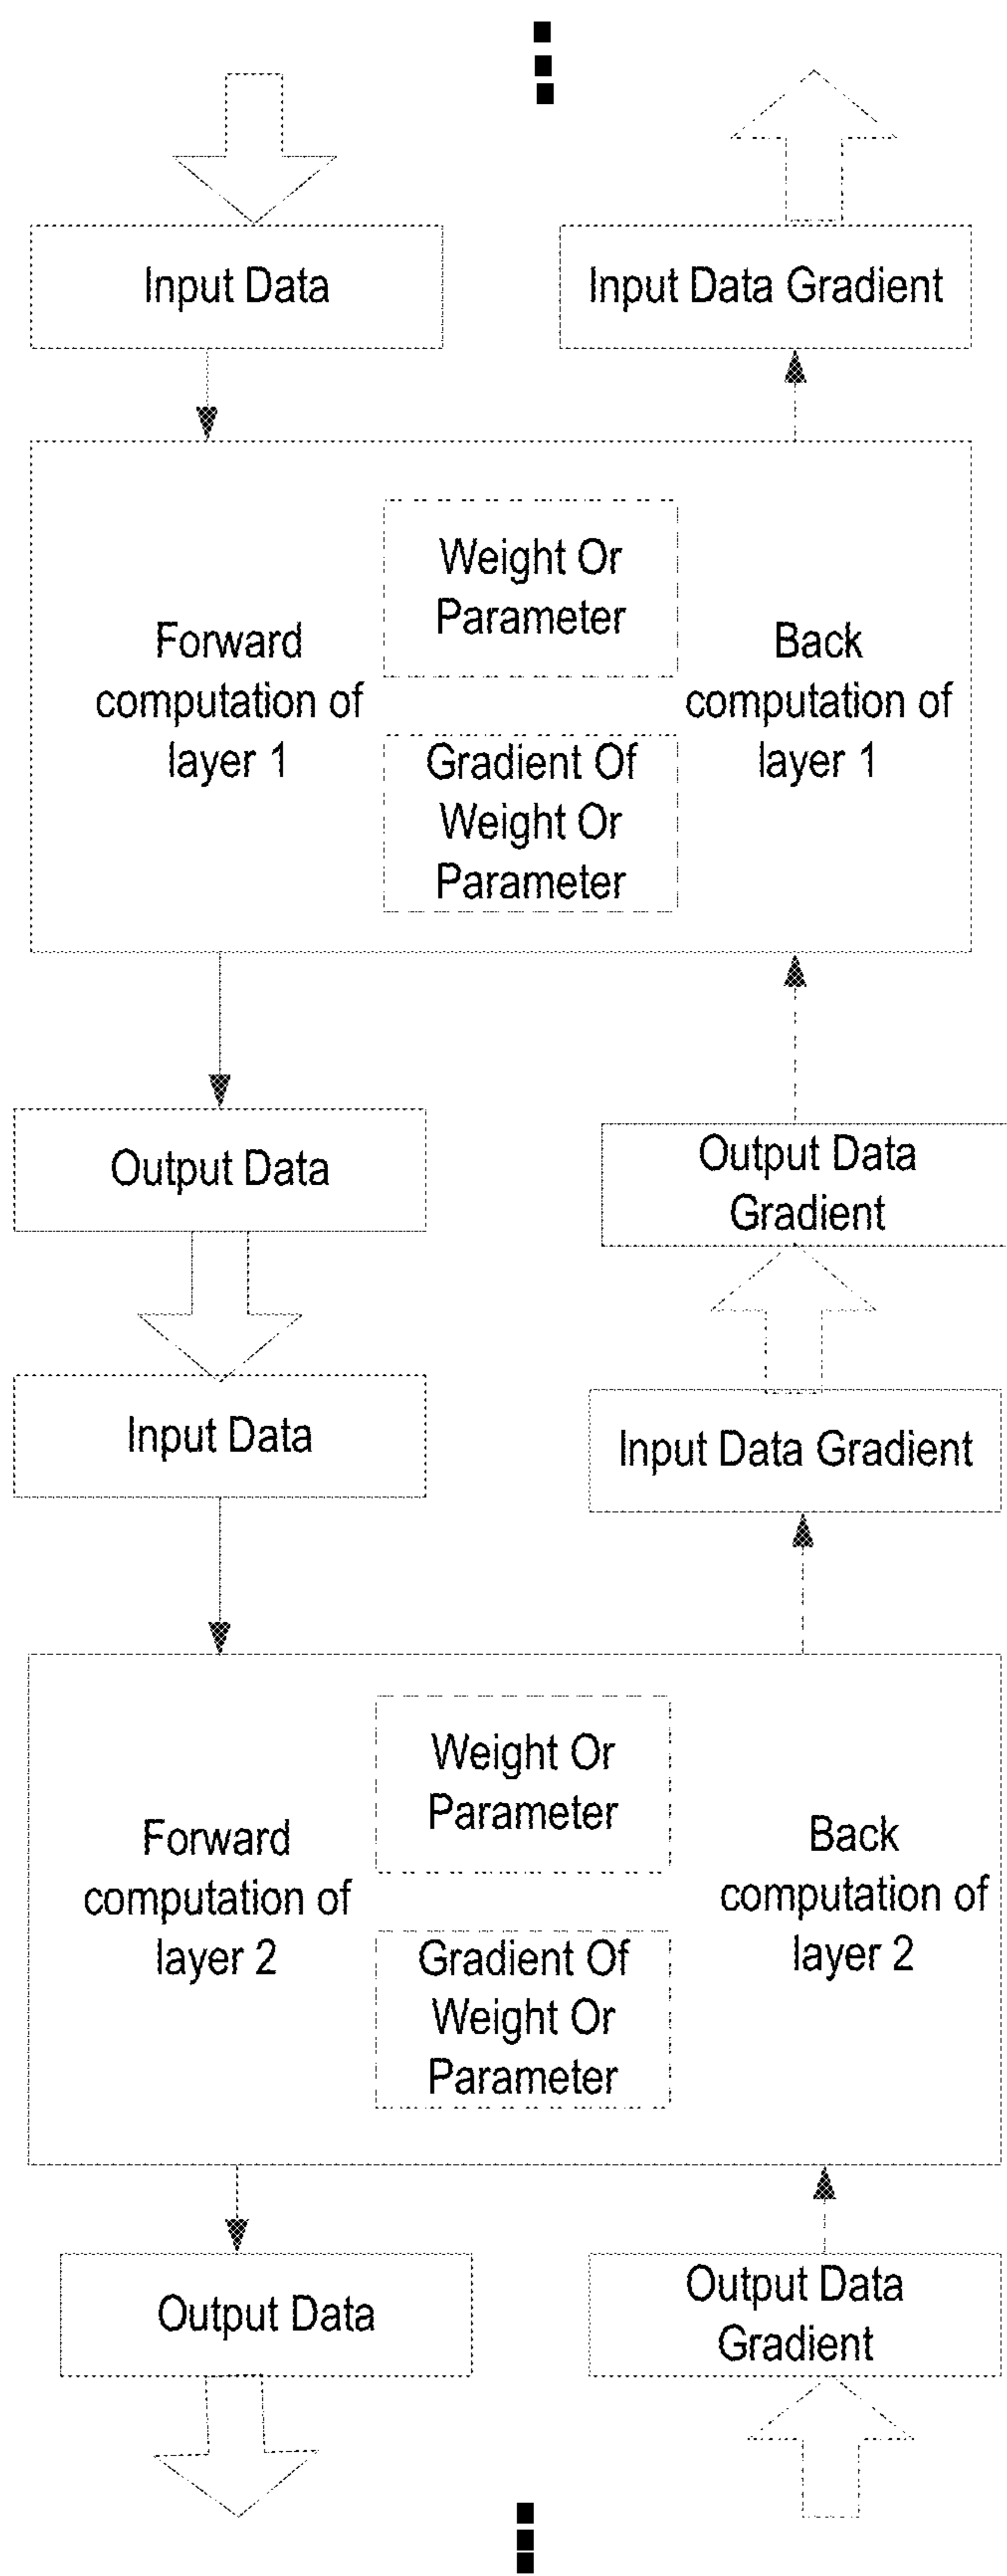 Input Data
Input Data Gradient
Forward
computation of
layer 1
Weight Or
Parameter
Gradient Of
Weight Or
Parameter
Back
computation of
layer 1
Output Data
Output Data
Gradient
Input Data
Input Data Gradient
Forward
computation of
layer 2
Weight Or
Parameter
Gradient Of
Weight Or
Parameter
Back
computation of
layer 2
Output Data
Output Data
Gradient